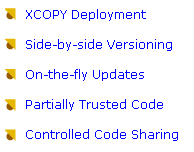 XCOPY Deployment
Side-by-side Versioning
On-the-fly Updates
Partially Trusted Code
Controlled Code Sharing